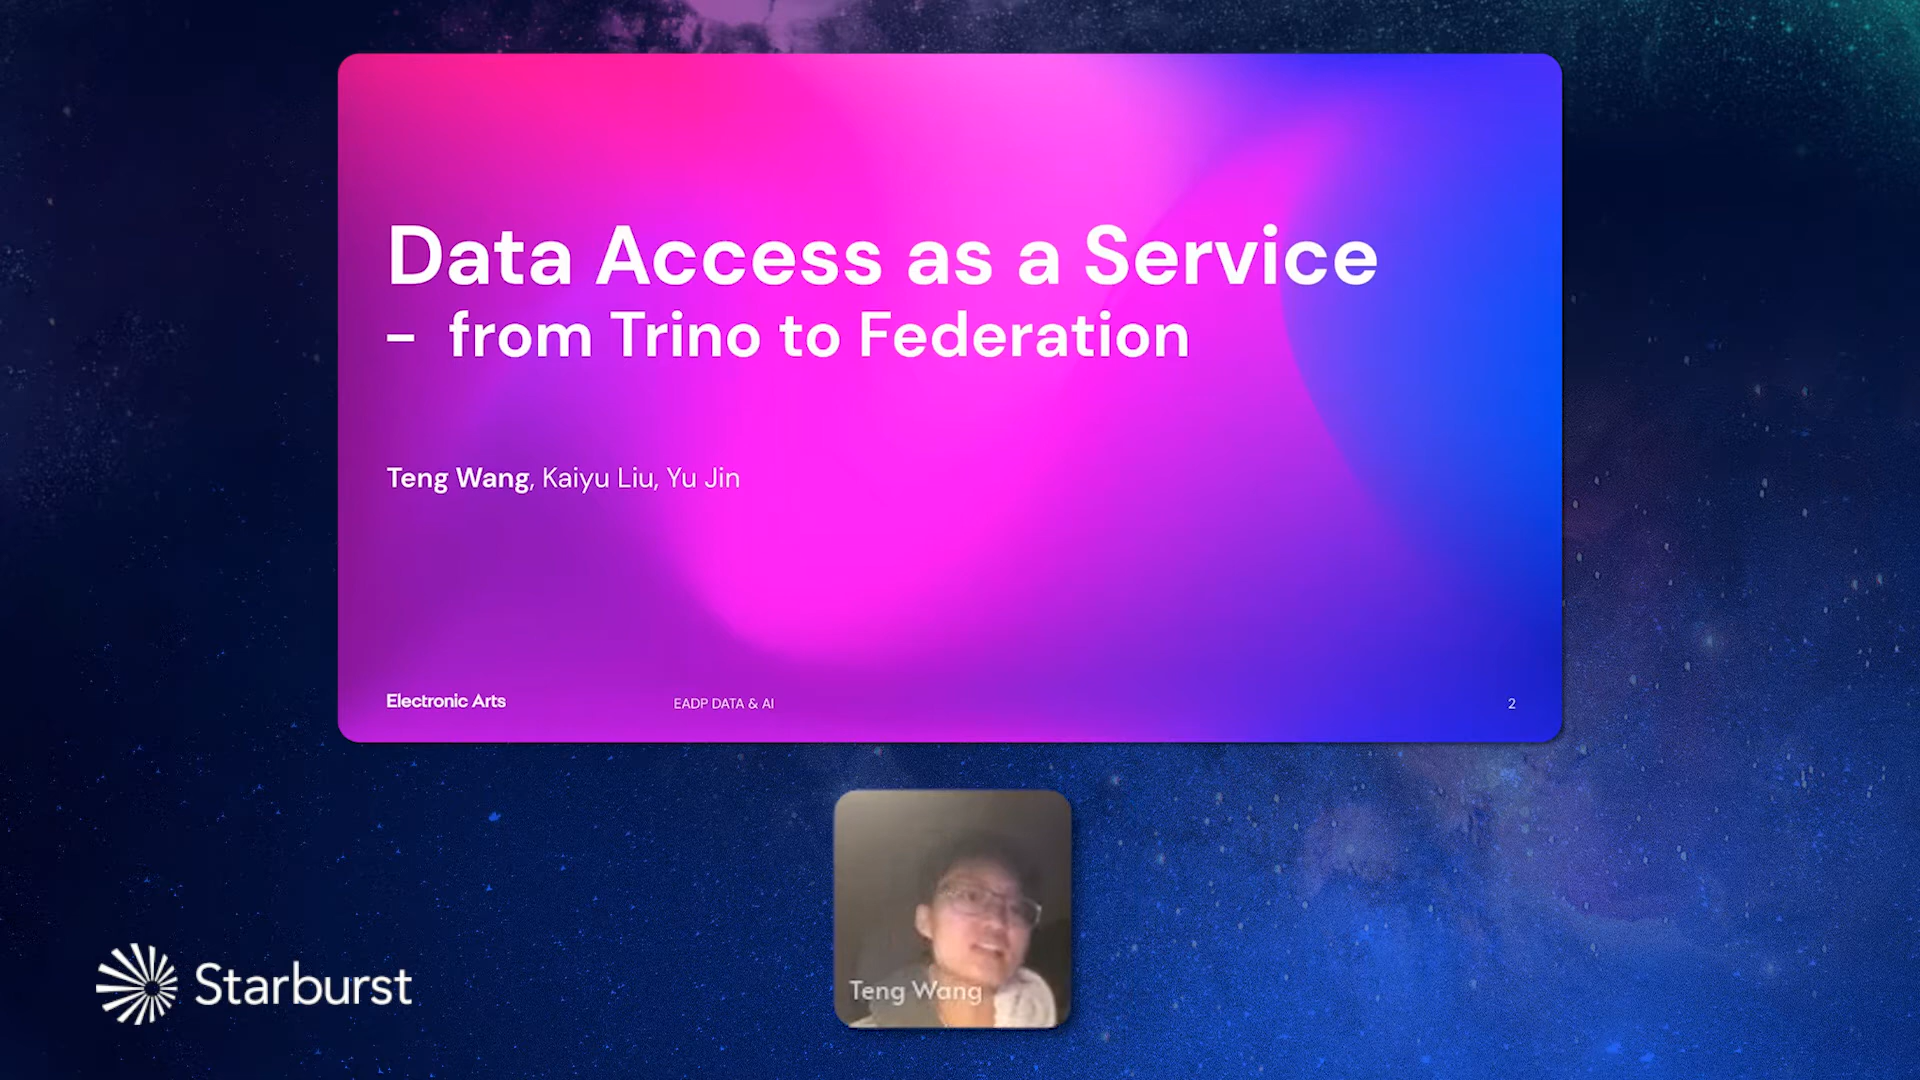 Data Access as a Service
- from Trino to Federation
Teng Wang, Kaiyu Liu, Yu Jin
Electronic Arts
EADP DATA & AI
2
Teng Wang
Starburst